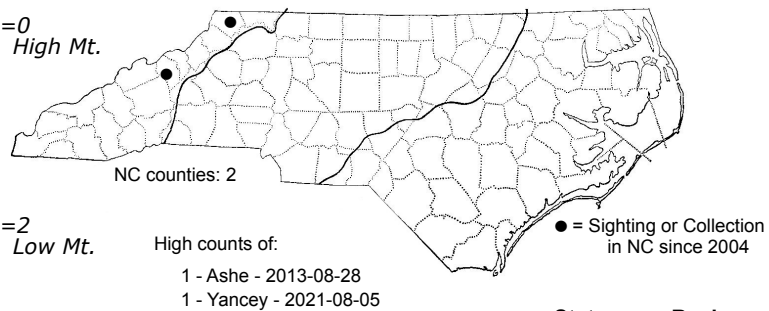 =0
High Mt.
NC counties: 2
=2
Low Mt.
High counts of:
1 - Ashe - 2013-08-28
1 - Yancey - 2021-08-05
● = Sighting or Collection
in NC since 2004